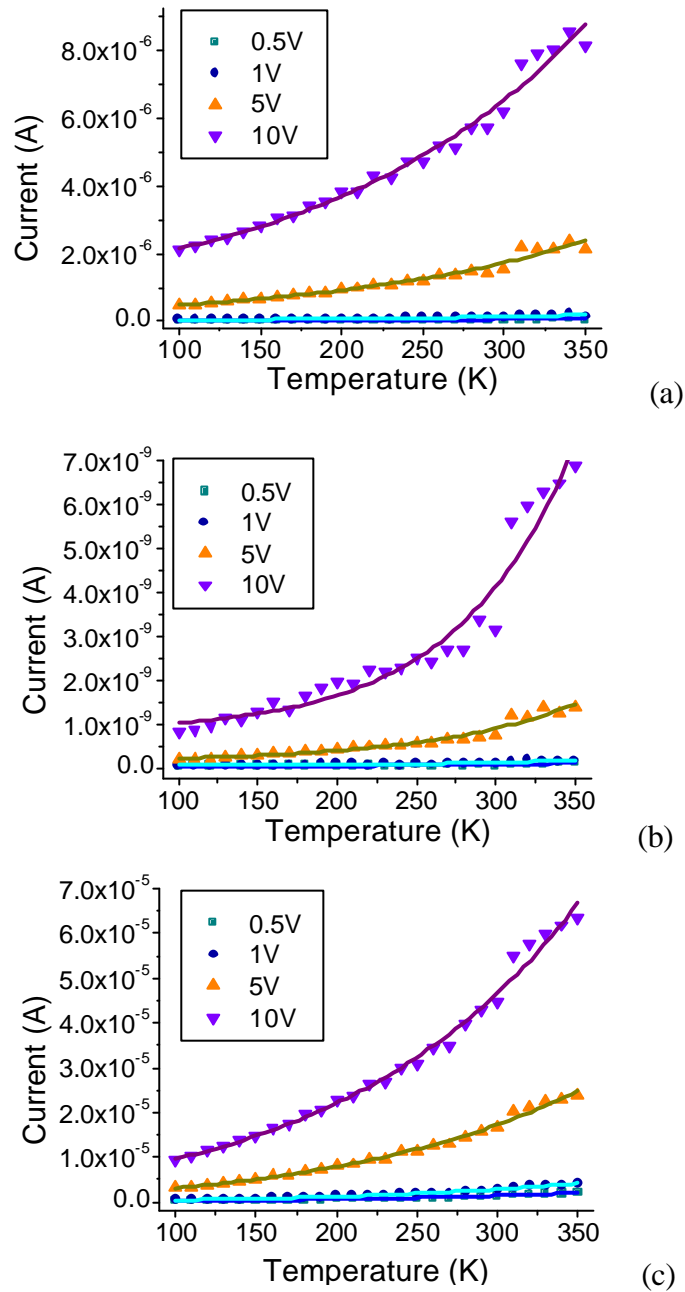 8.0x10⁻⁶
6.0x10⁻⁶
4.0x10⁻⁶
2.0x10⁻⁶
0.0
Current (A)
0.5V
1V
5V
10V
100 150 200 250 300 350
Temperature (K)
(a)
7.0x10⁻⁹
6.0x10⁻⁹
5.0x10⁻⁹
4.0x10⁻⁹
3.0x10⁻⁹
2.0x10⁻⁹
1.0x10⁻⁹
0.0
Current (A)
0.5V
1V
5V
10V
100 150 200 250 300 350
Temperature (K)
(b)
7.0x10⁻⁵
6.0x10⁻⁵
5.0x10⁻⁵
4.0x10⁻⁵
3.0x10⁻⁵
2.0x10⁻⁵
1.0x10⁻⁵
0.0
Current (A)
0.5V
1V
5V
10V
100 150 200 250 300 350
Temperature (K)
(c)